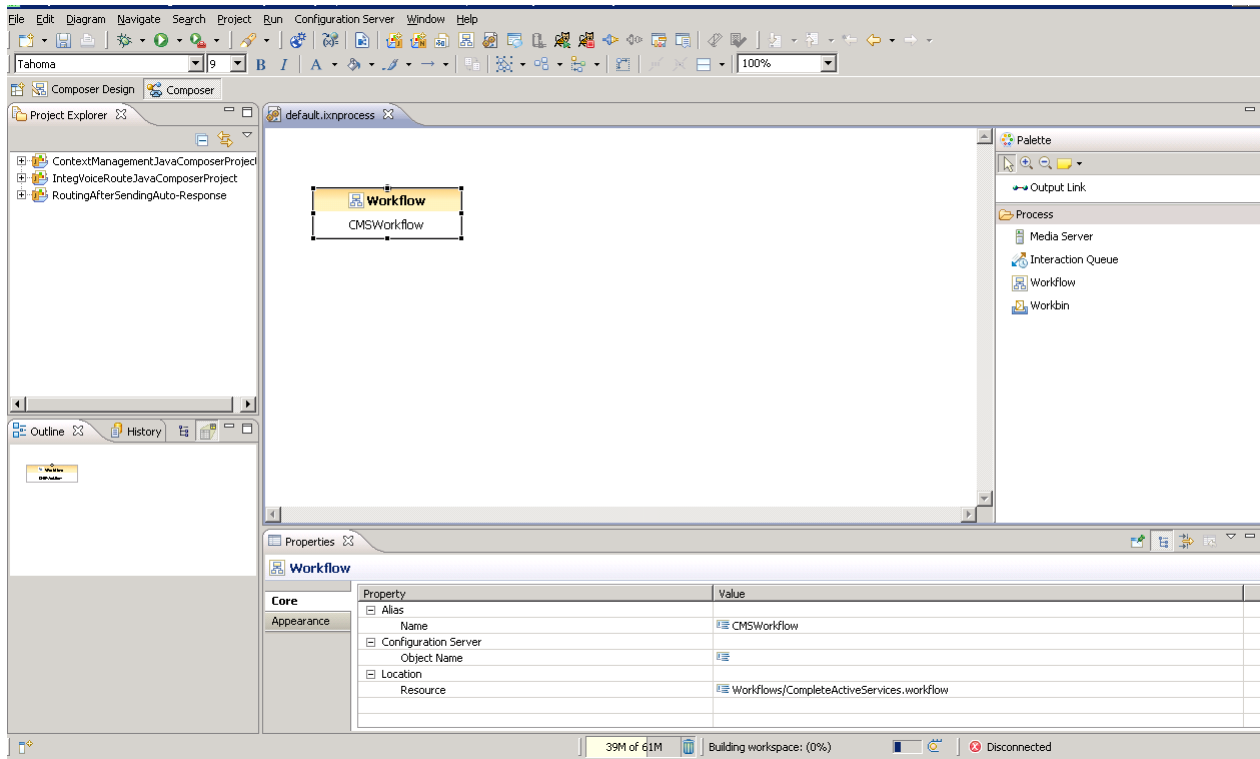 File Edit Diagram Navigate Search Project Run Configuration Server Window Help
Tahoma 9 B I A 100%
Composer Design Composer
Project Explorer
ContextManagementJavaComposerProject
IntegVoiceRouteJavaComposerProject
RoutingAfterSendingAuto-Response
default.ixnprocess
Workflow
CMSWorkflow
Palette
Output Link
Process
Media Server
Interaction Queue
Workflow
Workbin
Outline History
Properties
Workflow
Core
Appearance
Property Value
Alias
Name CMSWorkflow
Configuration Server
Object Name
Location
Resource Workflows/CompleteActiveServices.workflow
39M of 61M Building workspace: (0%) Disconnected